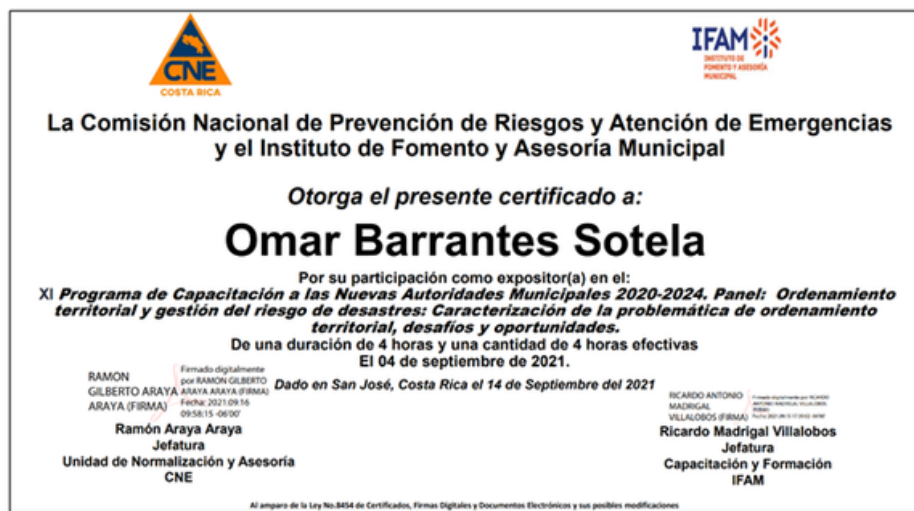 CNE
COSTA RICA
IFAM
INSTITUTO DE
FOMENTO Y ASESORÍA
MUNICIPAL
La Comisión Nacional de Prevención de Riesgos y Atención de Emergencias
y el Instituto de Fomento y Asesoría Municipal
Otorga el presente certificado a:
Omar Barrantes Sotela
Por su participación como expositor(a) en el:
XI Programa de Capacitación a las Nuevas Autoridades Municipales 2020-2024. Panel: Ordenamiento
territorial y gestión del riesgo de desastres: Caracterización de la problemática de ordenamiento
territorial, desafíos y oportunidades.
De una duración de 4 horas y una cantidad de 4 horas efectivas
El 04 de septiembre de 2021.
Dado en San José, Costa Rica el 14 de Septiembre del 2021
RAMON
GILBERTO ARAYA
ARAYA (FIRMA)
Firmado digitalmente
por RAMON GILBERTO
ARAYA ARAYA (FIRMA)
Fecha: 2021.09.16
09:58:15 -06'00'
Ramón Araya Araya
Jefatura
Unidad de Normalización y Asesoría
CNE
RICARDO ANTONIO
MADRIGAL
VILLALOBOS (FIRMA)
Firmado digitalmente por RICARDO
ANTONIO MADRIGAL VILLALOBOS
(FIRMA)
Ricardo Madrigal Villalobos
Jefatura
Capacitación y Formación
IFAM
Al amparo de la Ley No.8454 de Certificados, Firmas Digitales y Documentos Electrónicos y sus posibles modificaciones